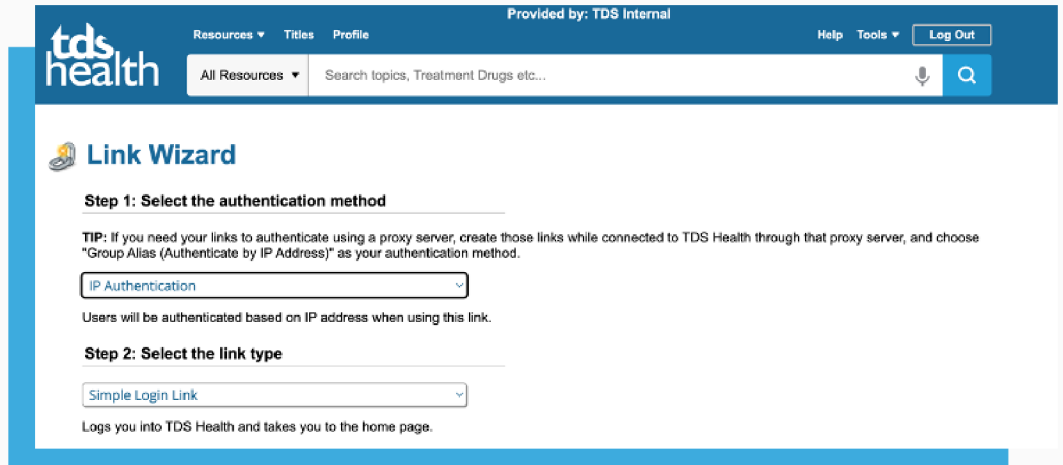 Provided by: TDS Internal
tds
health
Resources ▼ Titles Profile
Help Tools ▼ Log Out
All Resources ▼ Search topics, Treatment Drugs etc...
Link Wizard
Step 1: Select the authentication method
TIP: If you need your links to authenticate using a proxy server, create those links while connected to TDS Health through that proxy server, and choose
"Group Alias (Authenticate by IP Address)" as your authentication method.
IP Authentication
Users will be authenticated based on IP address when using this link.
Step 2: Select the link type
Simple Login Link
Logs you into TDS Health and takes you to the home page.